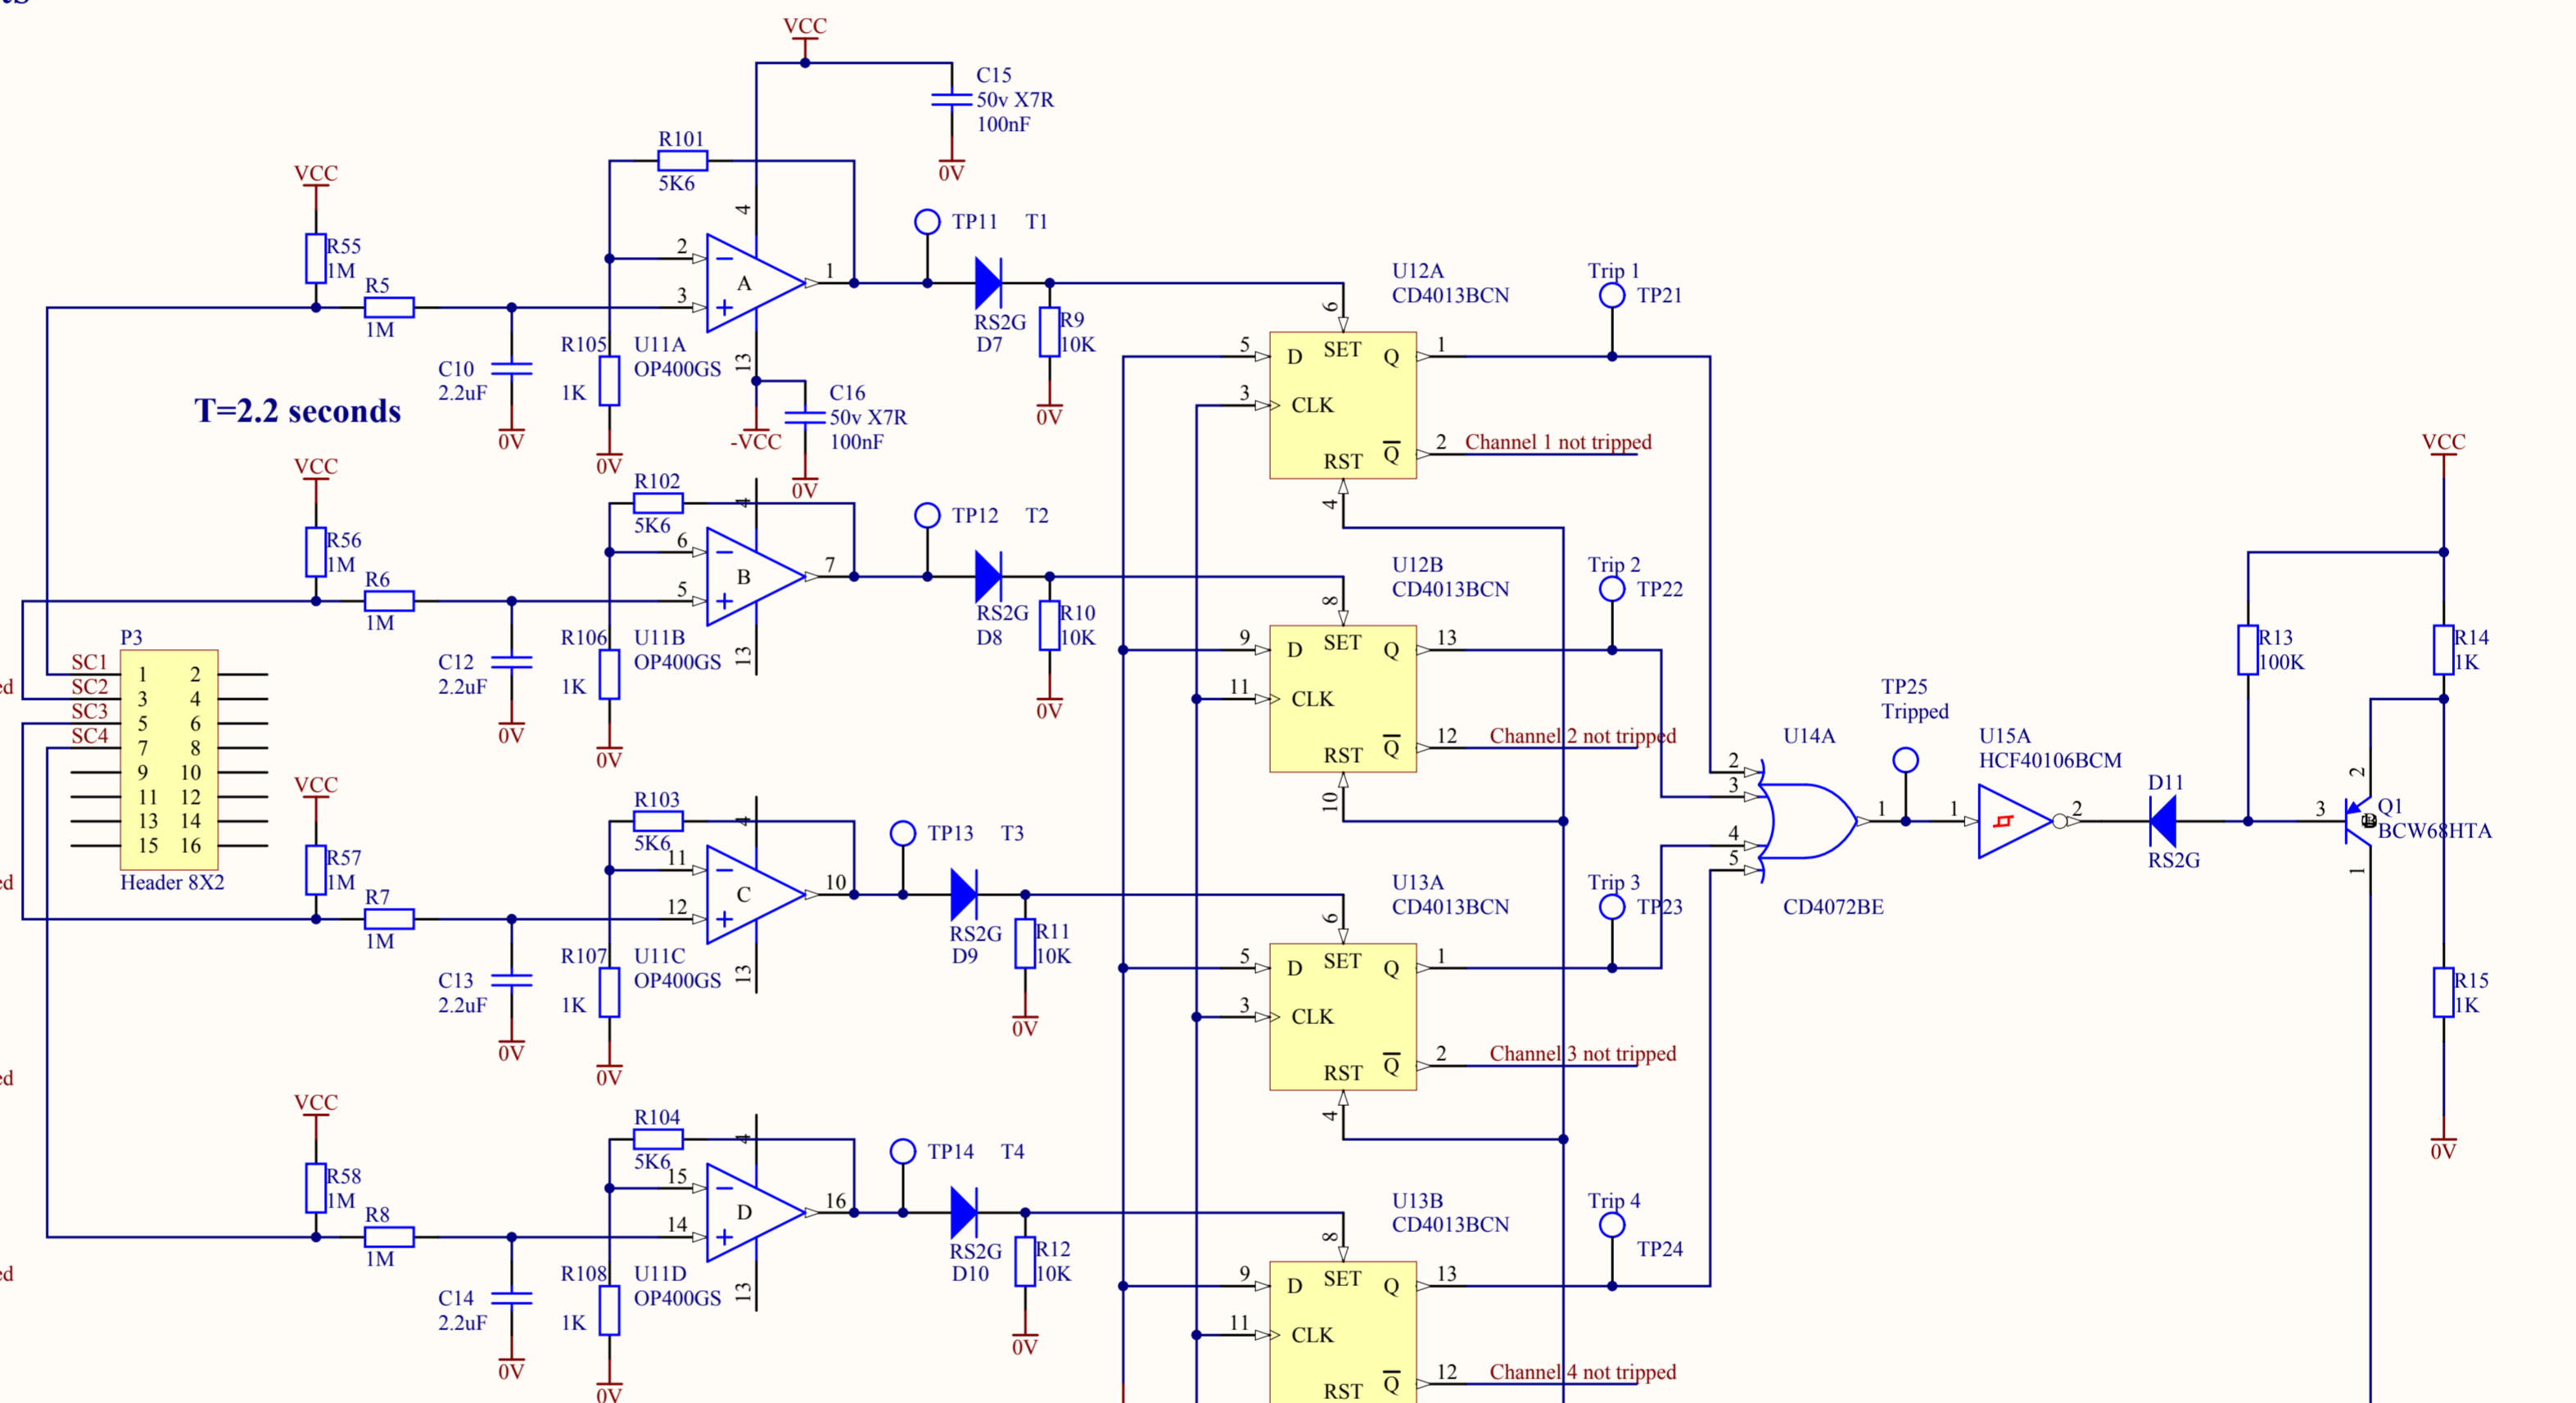 VCC
C15
50v X7R
100nF
0V
R101
5K6
VCC
R55
1M
R5
1M
4
2
3
A
1
13
TP11 T1
RS2G
D7
R9
10K
0V
C10
2.2uF
0V
R105
1K
0V
U11A
OP400GS
C16
50v X7R
100nF
-VCC
0V
T=2.2 seconds
U12A
CD4013BCN
6
5 D SET Q 1
3 CLK
RST Q 2 Channel 1 not tripped
4
Trip 1
TP21
VCC
R56
1M
R6
1M
R102
5K6
4
6
5
B
7
13
TP12 T2
RS2G
D8
R10
10K
0V
C12
2.2uF
0V
R106
1K
0V
U11B
OP400GS
U12B
CD4013BCN
8
9 D SET Q 13
11 CLK
RST Q 12 Channel 2 not tripped
10
Trip 2
TP22
P3
SC1
SC2
SC3
SC4
1 2
3 4
5 6
7 8
9 10
11 12
13 14
15 16
Header 8X2
ed
ed
ed
ed
VCC
R57
1M
R7
1M
R103
5K6
4
11
12
C
10
13
TP13 T3
RS2G
D9
R11
10K
0V
C13
2.2uF
0V
R107
1K
0V
U11C
OP400GS
U13A
CD4013BCN
6
5 D SET Q 1
3 CLK
RST Q 2 Channel 3 not tripped
4
Trip 3
TP23
VCC
R58
1M
R8
1M
R104
5K6
4
15
14
D
16
13
TP14 T4
RS2G
D10
R12
10K
0V
C14
2.2uF
0V
R108
1K
0V
U11D
OP400GS
U13B
CD4013BCN
8
9 D SET Q 13
11 CLK
RST Q 12 Channel 4 not tripped
Trip 4
TP24
U14A
2
3
4
5
1
CD4072BE
TP25
Tripped
U15A
HCF40106BCM
1
2
D11
RS2G
VCC
R13
100K
R14
1K
2
3
1
Q1
BCW68HTA
R15
1K
0V